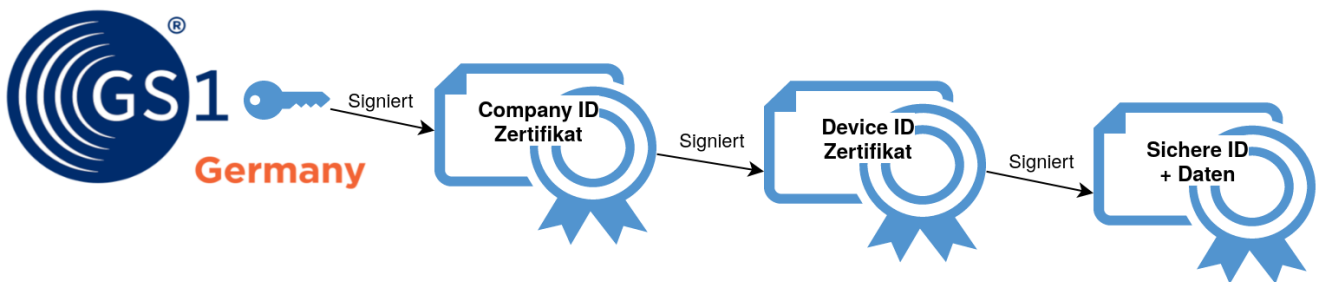 GS1®
Germany
Signiert
Company ID
Zertifikat
Signiert
Device ID
Zertifikat
Signiert
Sichere ID
+ Daten